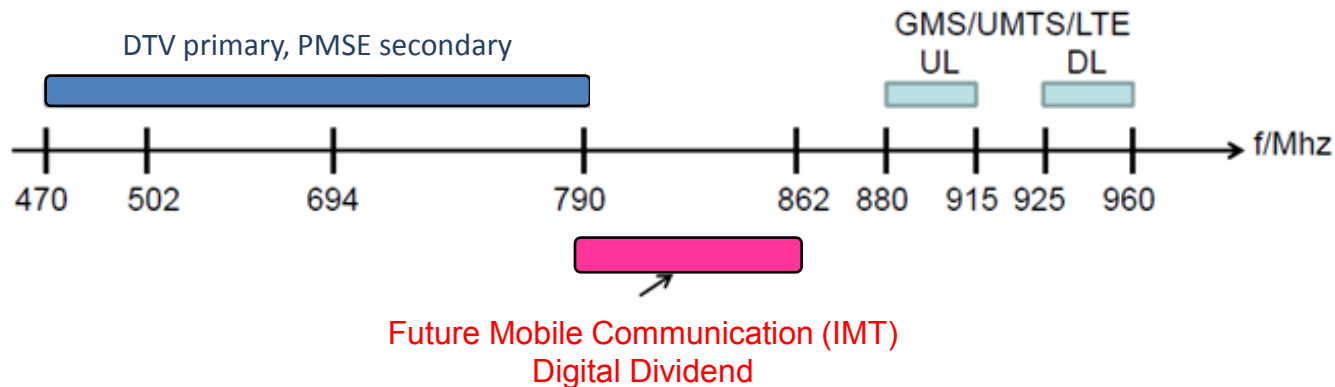 GMS/UMTS/LTE
DTV primary, PMSE secondary
UL DL
f/Mhz
470 502 694 790 862 880 915 925 960
Future Mobile Communication (IMT)
Digital Dividend